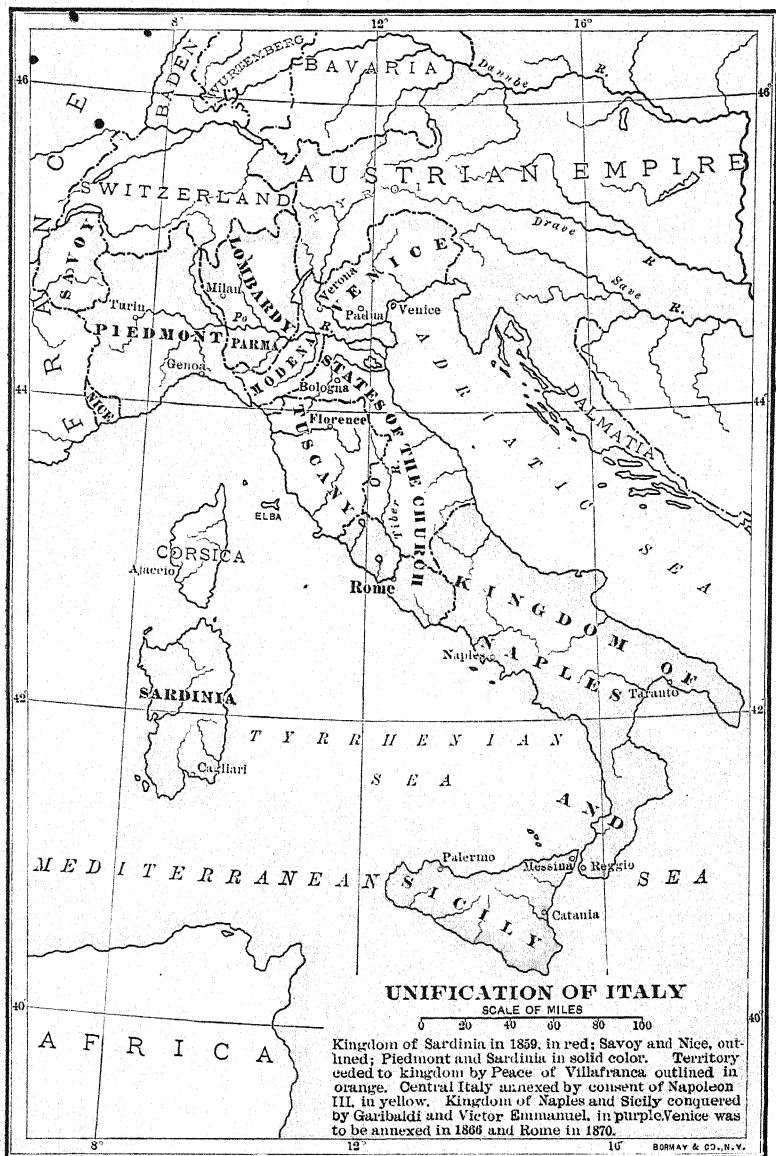 8° 12° 16°
46° 46°
BADEN
WURTEMBERG
BAVARIA
Danube R.
FRANCE
SWITZERLAND
AUSTRIAN EMPIRE
TYROL
Drave R.
Save R.
SAVOY
LOMBARDY
VENICE
Milan
Verona
Padua
Venice
Turin
Po R.
PIEDMONT
PARMA
MODENA
Genoa
Bologna
STATES OF THE CHURCH
ADRIATIC SEA
DALMATIA
44 44
NICE
Florence
TUSCANY
Tiber R.
ELBA
CORSICA
Ajaccio
Rome
KINGDOM OF
NAPLES
Naples
Taranto
SARDINIA
42 42
TYRRHENIAN
SEA
Cagliari
AND
MEDITERRANEAN SEA
Palermo
Messina
Reggio
SICILY
Catania
40° 40°
AFRICA
UNIFICATION OF ITALY
SCALE OF MILES
0 20 40 60 80 100
Kingdom of Sardinia in 1859, in red; Savoy and Nice, out-
lined; Piedmont and Sardinia in solid color. Territory
ceded to kingdom by Peace of Villafranca outlined in
orange. Central Italy annexed by consent of Napoleon
III. in yellow. Kingdom of Naples and Sicily conquered
by Garibaldi and Victor Emmanuel, in purple. Venice was
to be annexed in 1866 and Rome in 1870.
8° 12° 16°
BORMAY & CO., N.Y.